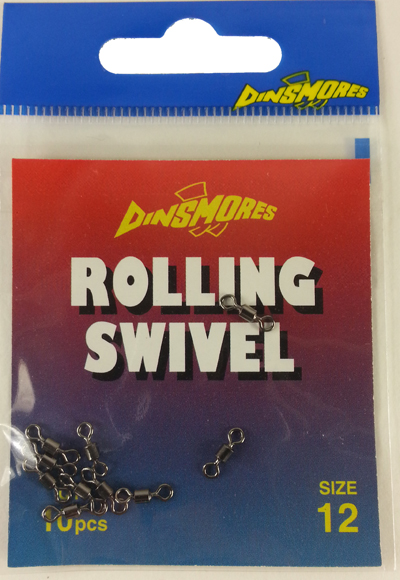 DINSMORES
DINSMORES
ROLLING
SWIVEL
SIZE
10pcs 12